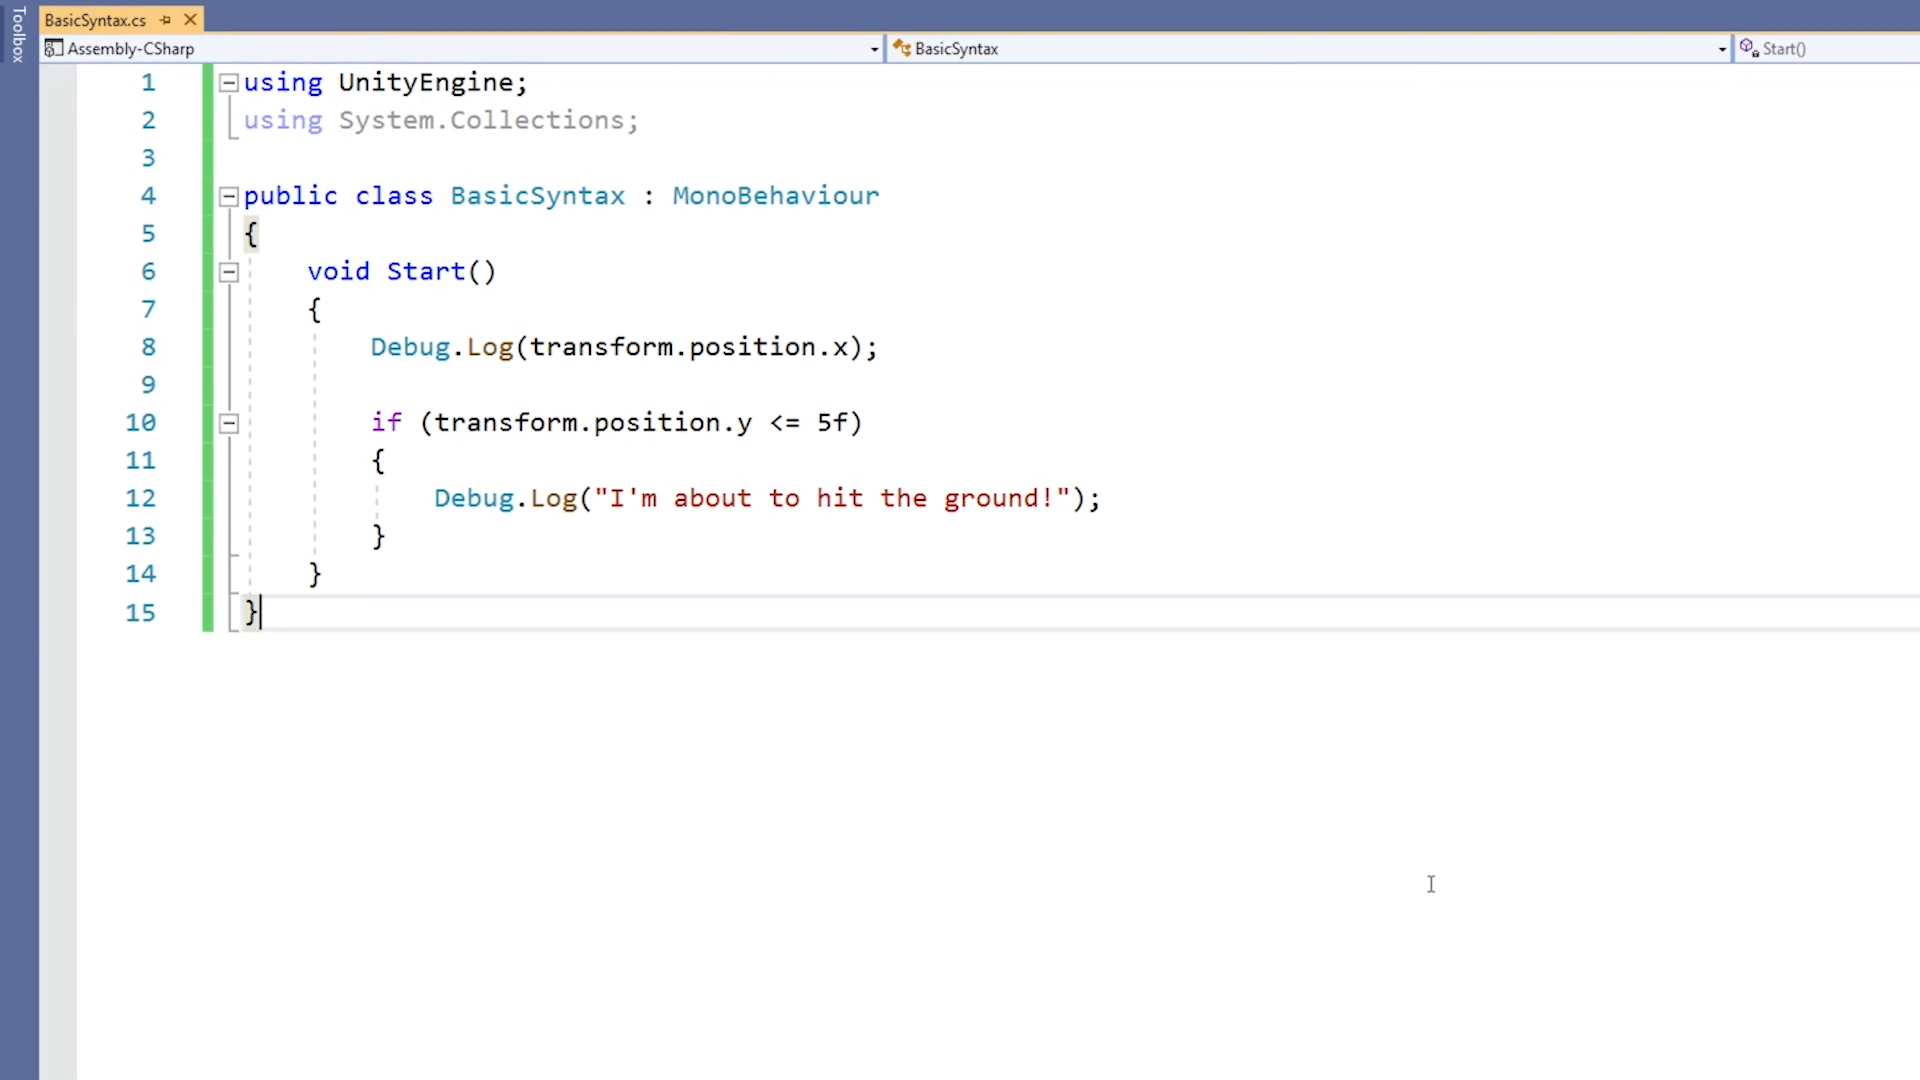 Toolbox
BasicSyntax.cs
Assembly-CSharp
BasicSyntax
Start()
1 using UnityEngine;
2 using System.Collections;
3
4 public class BasicSyntax : MonoBehaviour
5 {
6     void Start()
7     {
8         Debug.Log(transform.position.x);
9
10         if (transform.position.y <= 5f)
11         {
12             Debug.Log("I'm about to hit the ground!");
13         }
14     }
15 }